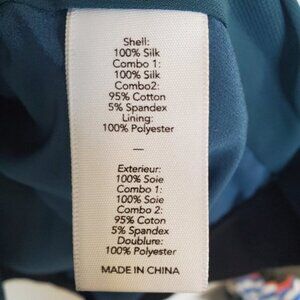 Shell:
100% Silk
Combo 1:
100% Silk
Combo2:
95% Cotton
5% Spandex
Lining:
100% Polyester
—
Exterieur:
100% Soie
Combo 1:
100% Soie
Combo 2:
95% Cotton
5% Spandex
Doublure:
100% Polyester
MADE IN CHINA